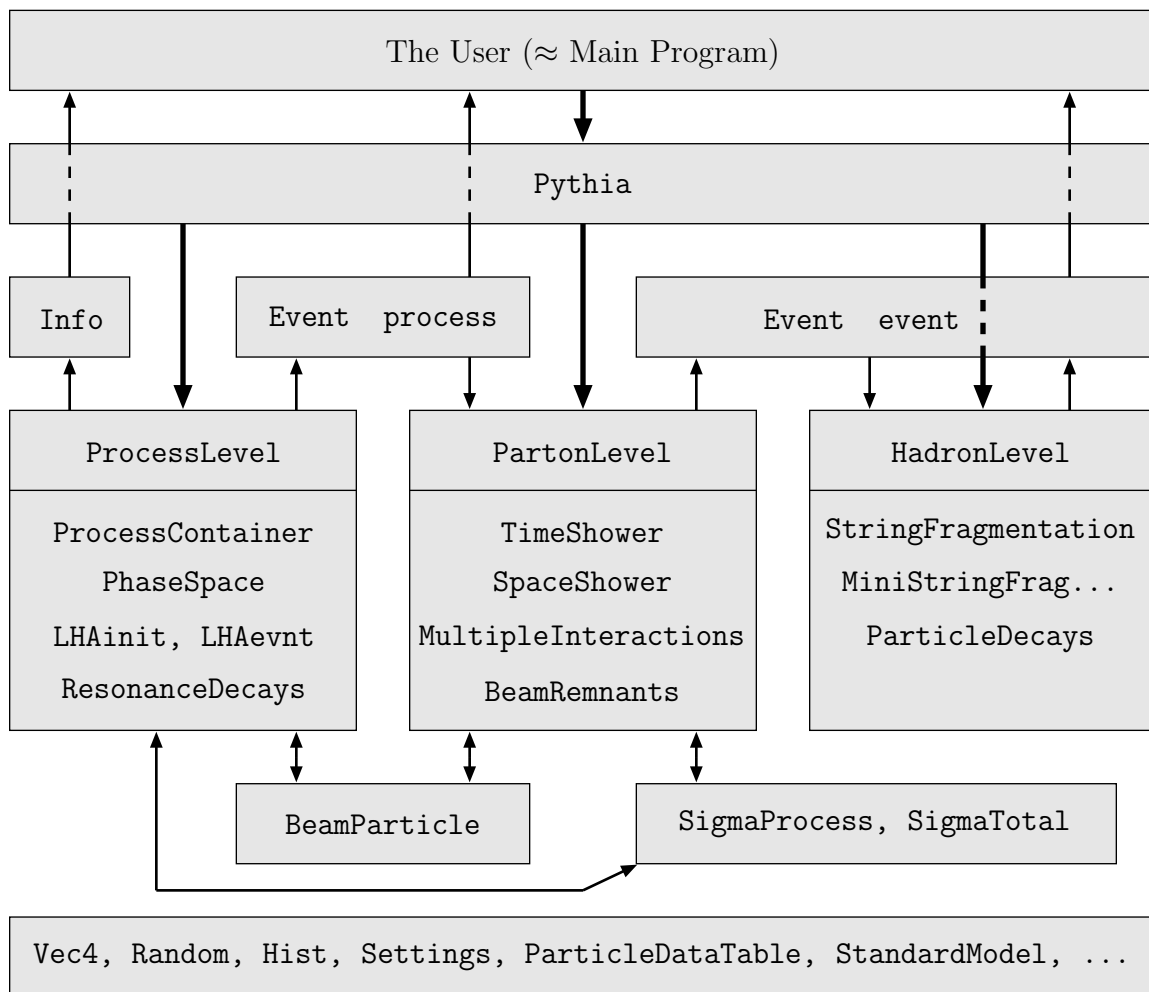 The User (≈ Main Program)
Pythia
Info
Event process
Event event
ProcessLevel
ProcessContainer
PhaseSpace
LHAinit, LHAevnt
ResonanceDecays
PartonLevel
TimeShower
SpaceShower
MultipleInteractions
BeamRemnants
HadronLevel
StringFragmentation
MiniStringFrag...
ParticleDecays
BeamParticle
SigmaProcess, SigmaTotal
Vec4, Random, Hist, Settings, ParticleDataTable, StandardModel, ...